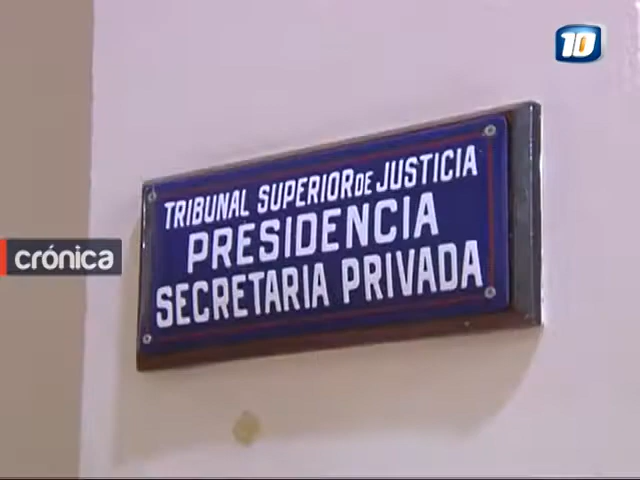 10
TRIBUNAL SUPERIOR DE JUSTICIA
PRESIDENCIA
SECRETARIA PRIVADA
crónica